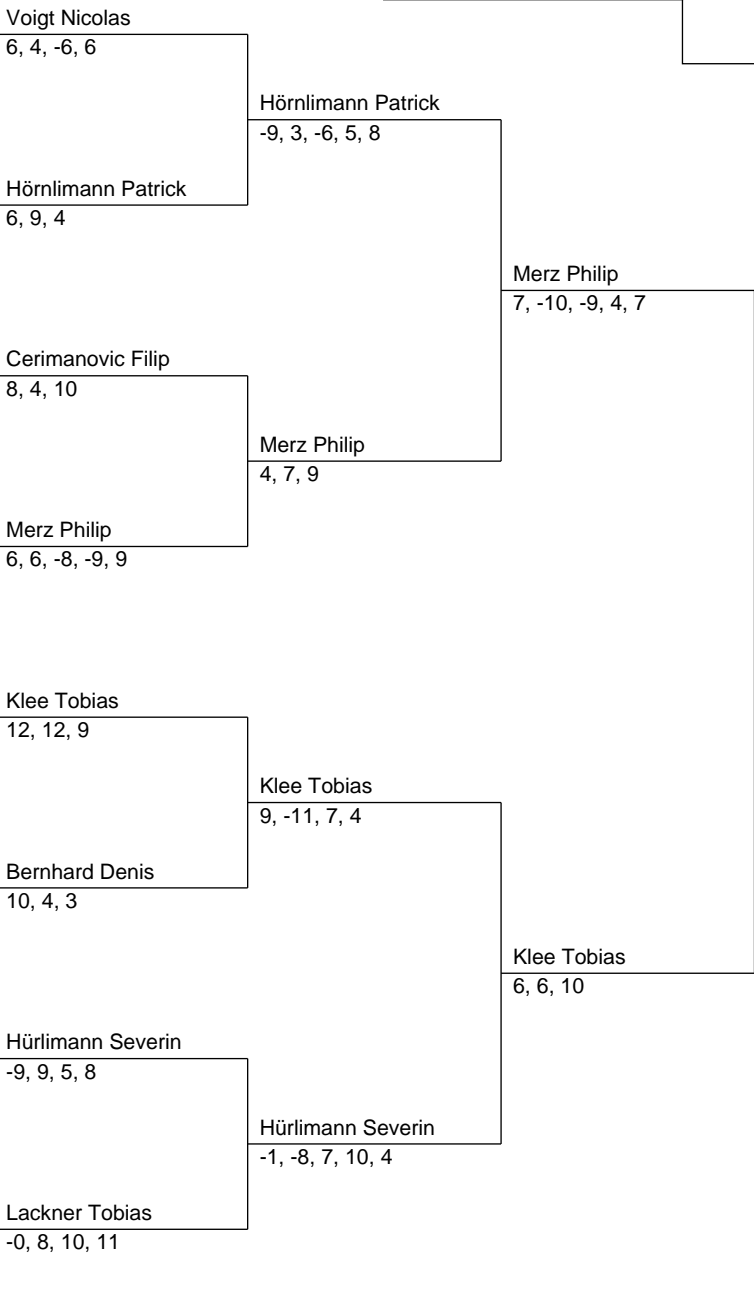 Voigt Nicolas
6, 4, -6, 6
Hörnlimann Patrick
-9, 3, -6, 5, 8
Hörnlimann Patrick
6, 9, 4
Merz Philip
7, -10, -9, 4, 7
Cerimanovic Filip
8, 4, 10
Merz Philip
4, 7, 9
Merz Philip
6, 6, -8, -9, 9
Klee Tobias
12, 12, 9
Klee Tobias
9, -11, 7, 4
Bernhard Denis
10, 4, 3
Klee Tobias
6, 6, 10
Hürlimann Severin
-9, 9, 5, 8
Hürlimann Severin
-1, -8, 7, 10, 4
Lackner Tobias
-0, 8, 10, 11